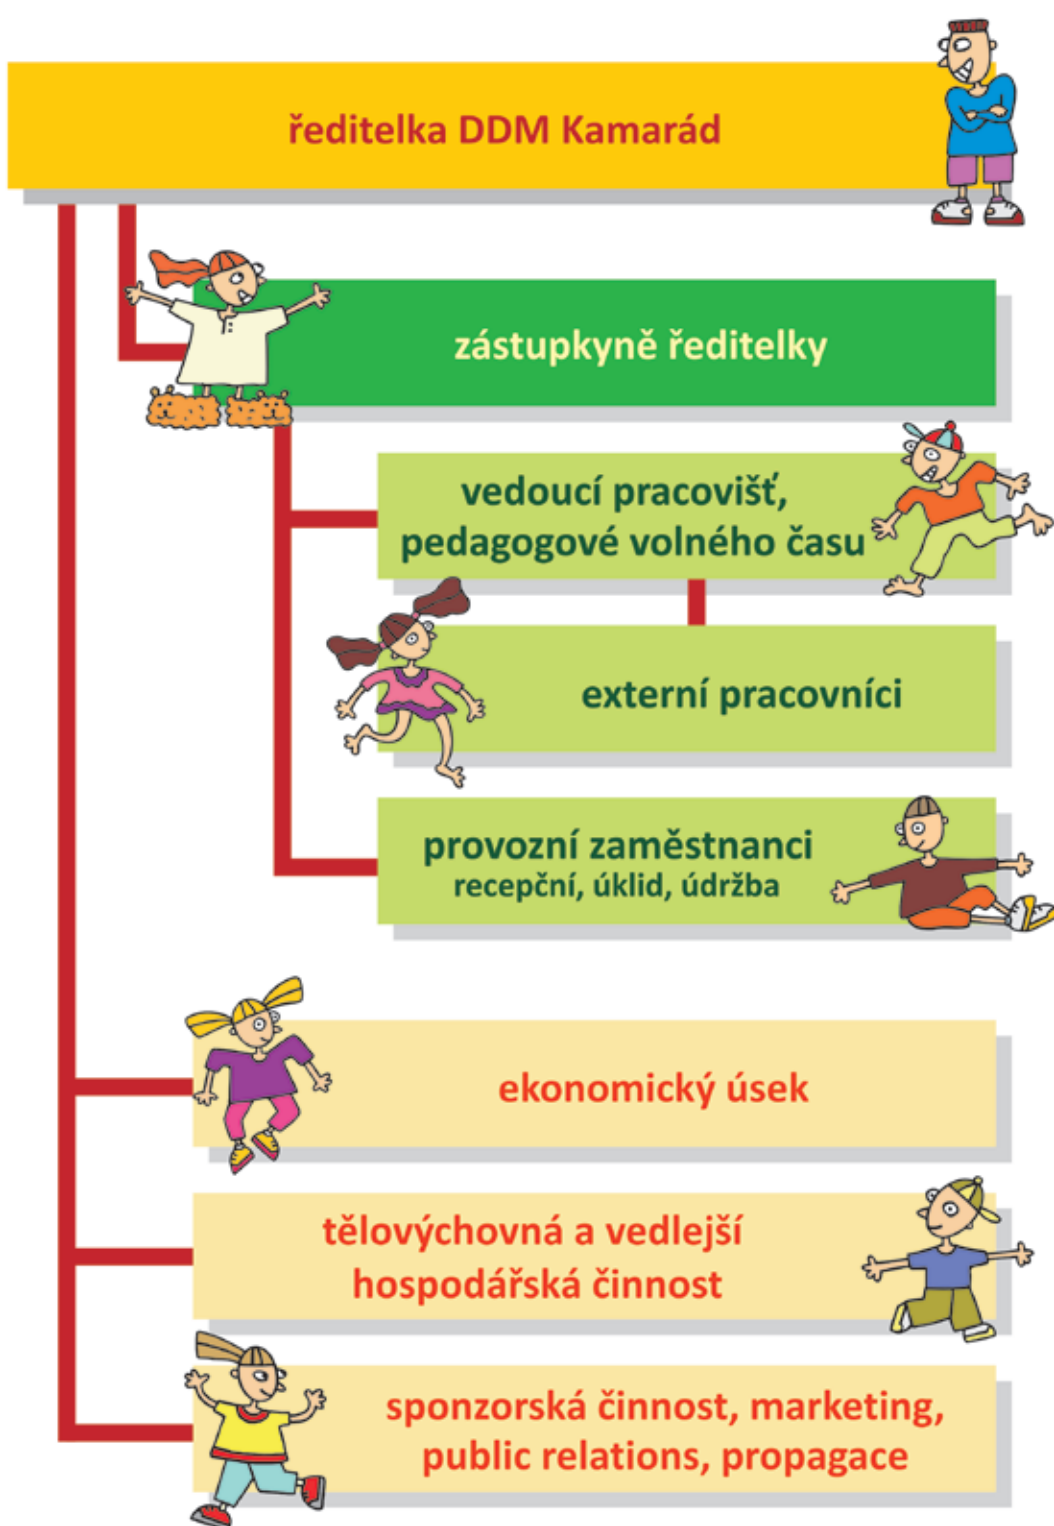 ředitelka DDM Kamarád
zástupkyně ředitelky
vedoucí pracovišť,
pedagogové volného času
externí pracovníci
provozní zaměstnanci
recepční, úklid, údržba
ekonomický úsek
tělovýchovná a vedlejší
hospodářská činnost
sponzorská činnost, marketing,
public relations, propagace